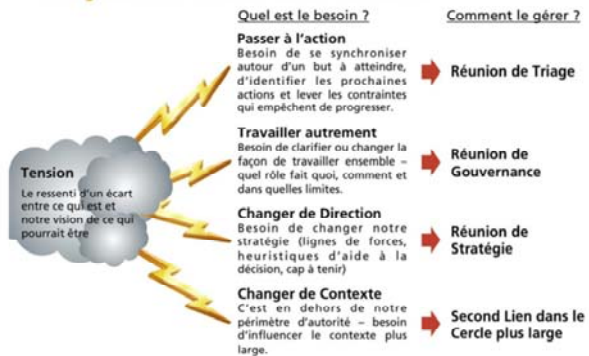 Quel est le besoin ?
Comment le gérer ?
Passer à l'action
Besoin de se synchroniser
autour d'un but à atteindre,
d'identifier les prochaines
actions et lever les contraintes
qui empêchent de progresser.
Réunion de Triage
Travailler autrement
Besoin de clarifier ou changer la
façon de travailler ensemble –
quel rôle fait quoi, comment et
dans quelles limites.
Réunion de
Gouvernance
Tension
Le ressenti d'un écart
entre ce qui est et
notre vision de ce qui
pourrait être
Changer de Direction
Besoin de changer notre
stratégie (lignes de forces,
heuristiques d'aide à la
décision, cap à tenir)
Réunion de
Stratégie
Changer de Contexte
C'est en dehors de notre
périmètre d'autorité – besoin
d'influencer le contexte plus
large.
Second Lien dans le
Cercle plus large